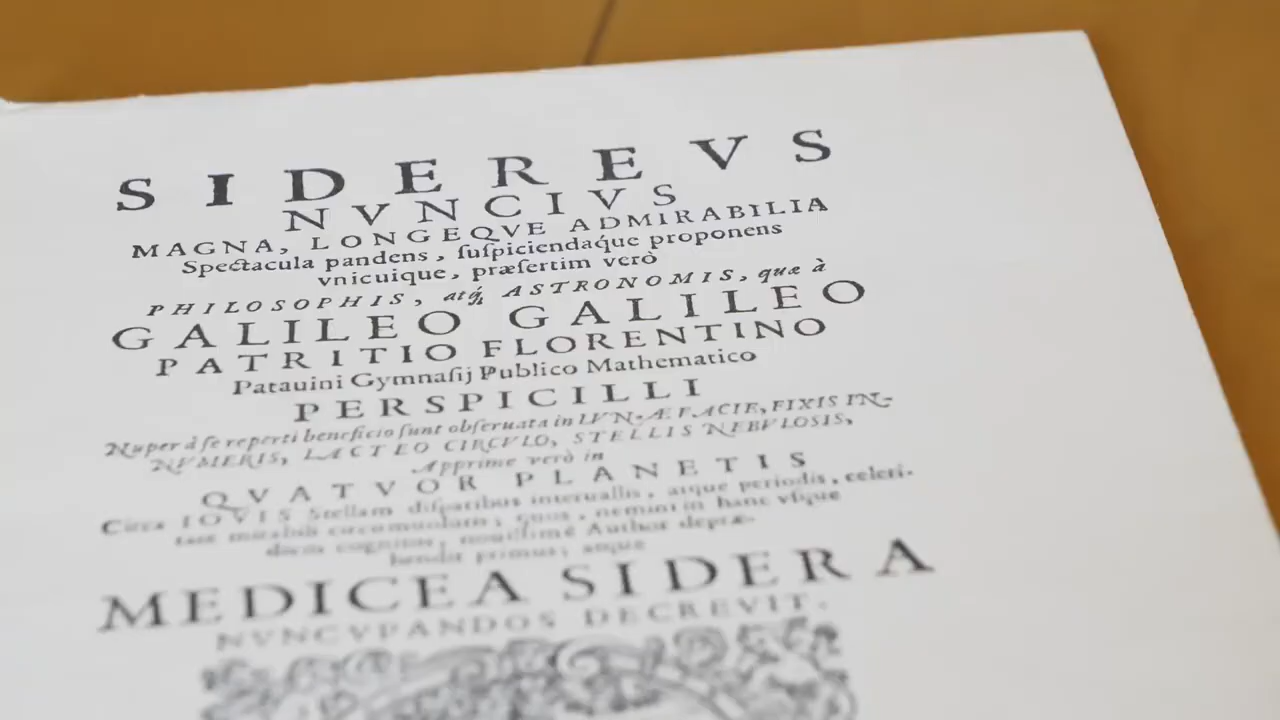 SIDEREVS
NVNCIVS
MAGNA, LONGEQVE ADMIRABILIA
Spectacula pandens, ſuſpiciendaq́ue proponens
vnicuique, præſertim verò
PHILOSOPHIS, atq́; ASTRONOMIS, quæ à
GALILEO GALILEO
PATRITIO FLORENTINO
Patauini Gymnaſij Publico Mathematico
PERSPICILLI
Nuper à ſe reperti beneficio ſunt obſeruata in LVNÆ FACIE, FIXIS IN-
NVMERIS, LACTEO CIRCVLO, STELLIS NEBVLOSIS,
Apprime verò in
QVATVOR PLANETIS
Circa IOVIS Stellam diſparibus interuallis, atque periodis, celeri-
tate mirabili circumuolutis; quos, nemini in hanc vſque
diem cognitos, nouiſſimè Author depræ-
hendit primus; atque
MEDICEA SIDERA
NVNCVPANDOS DECREVIT.